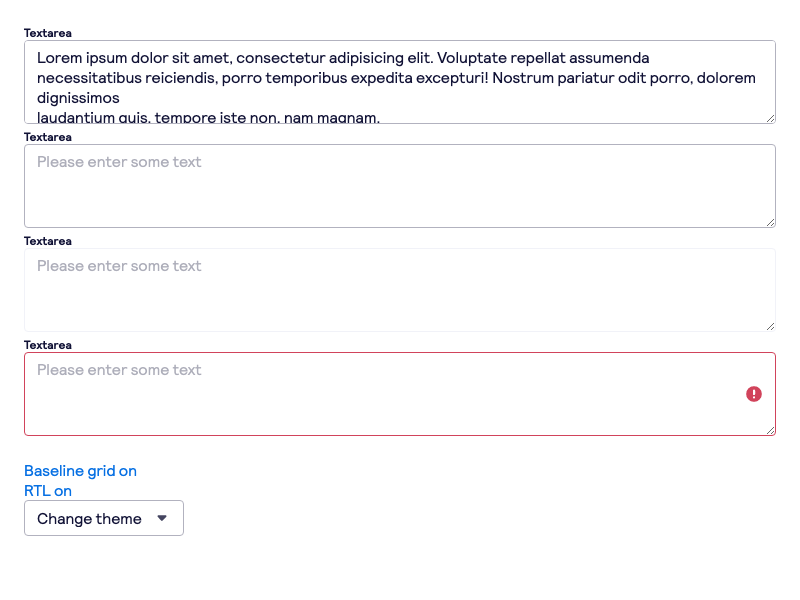 Textarea
Lorem ipsum dolor sit amet, consectetur adipisicing elit. Voluptate repellat assumenda
necessitatibus reiciendis, porro temporibus expedita excepturi! Nostrum pariatur odit porro, dolorem
dignissimos
laudantium quis, tempore iste non, nam magnam.
Textarea
Please enter some text
Textarea
Please enter some text
Textarea
Please enter some text
Baseline grid on
RTL on
Change theme